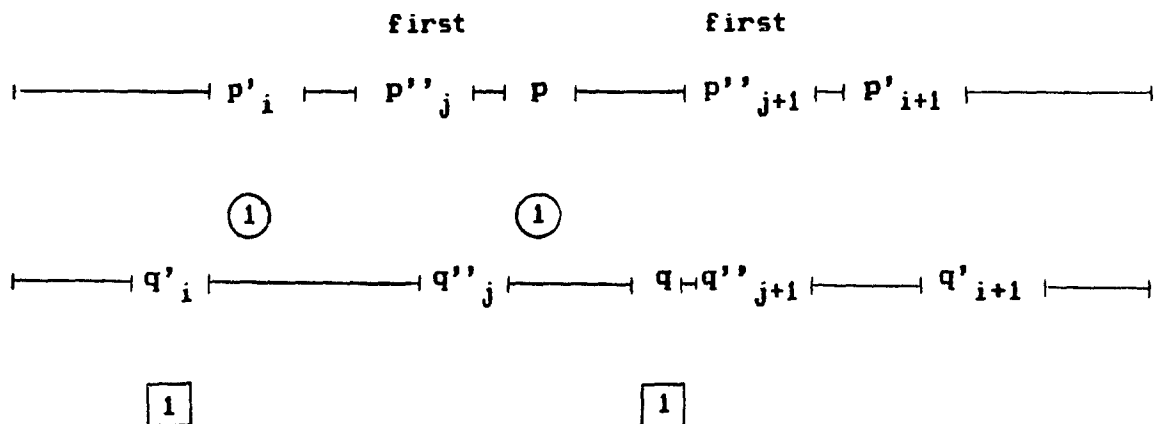 first first
p'ᵢ p''ⱼ p p''ⱼ₊₁ p'ᵢ₊₁
1 1
q'ᵢ q''ⱼ q q''ⱼ₊₁ q'ᵢ₊₁
1 1